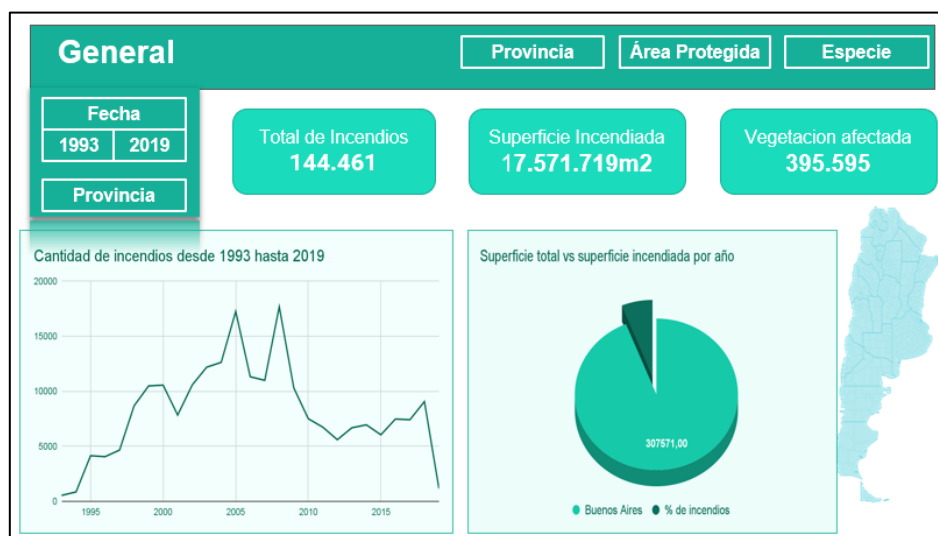 General
Provincia
Área Protegida
Especie
Fecha
1993 2019
Provincia
Total de Incendios
144.461
Superficie Incendiada
17.571.719m2
Vegetacion afectada
395.595
Cantidad de incendios desde 1993 hasta 2019
20000
15000
10000
5000
0
1995 2000 2005 2010 2015
Superficie total vs superficie incendiada por año
307571,00
Buenos Aires % de incendios